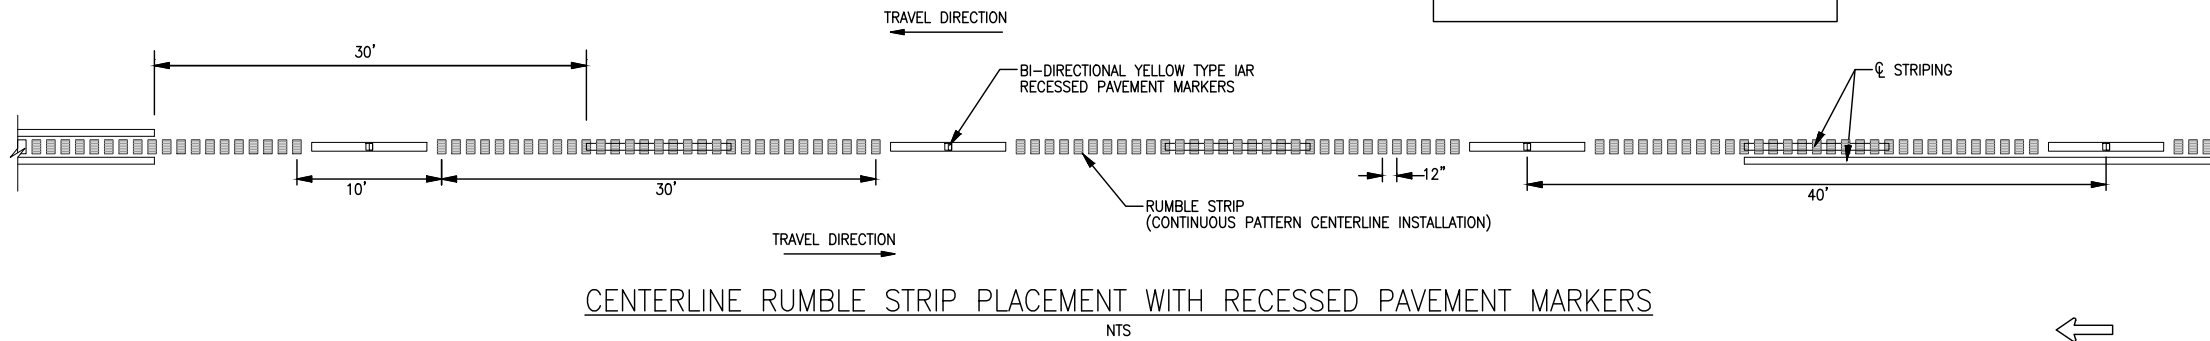 TRAVEL DIRECTION
30'
BI-DIRECTIONAL YELLOW TYPE IAR
RECESSED PAVEMENT MARKERS
℄ STRIPING
10'
30'
12"
40'
RUMBLE STRIP
(CONTINUOUS PATTERN CENTERLINE INSTALLATION)
TRAVEL DIRECTION
CENTERLINE RUMBLE STRIP PLACEMENT WITH RECESSED PAVEMENT MARKERS
NTS